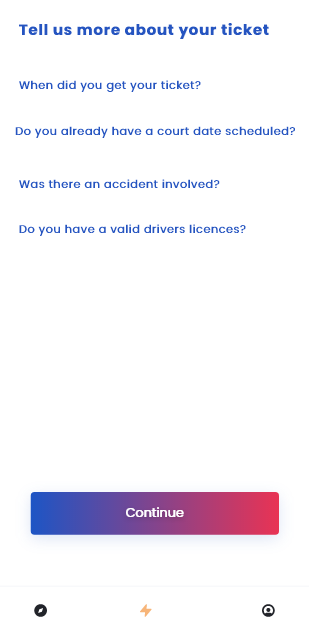 Tell us more about your ticket
When did you get your ticket?
Do you already have a court date scheduled?
Was there an accident involved?
Do you have a valid drivers licences?
Continue